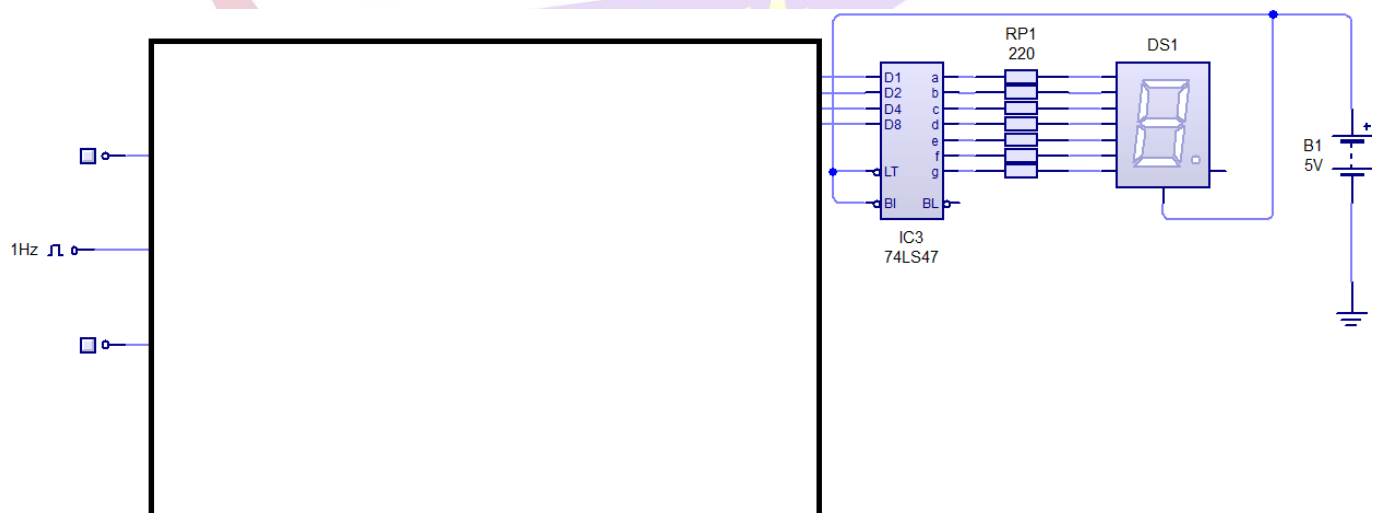 RP1
220
DS1
D1 a
D2 b
D4 c
D8 d
e
f
LT g
BI BL
IC3
74LS47
+
B1
5V
1Hz